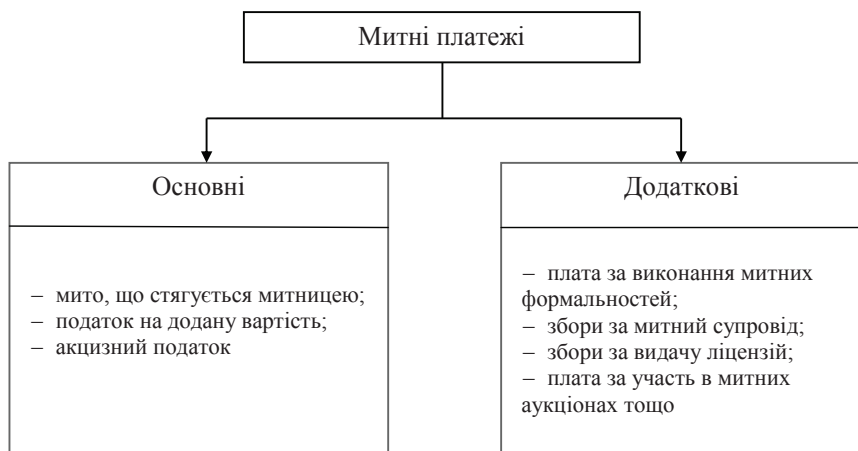 Митні платежі
Основні
– мито, що стягується митницею;
– податок на додану вартість;
– акцизний податок
Додаткові
– плата за виконання митних
формальностей;
– збори за митний супровід;
– збори за видачу ліцензій;
– плата за участь в митних
аукціонах тощо